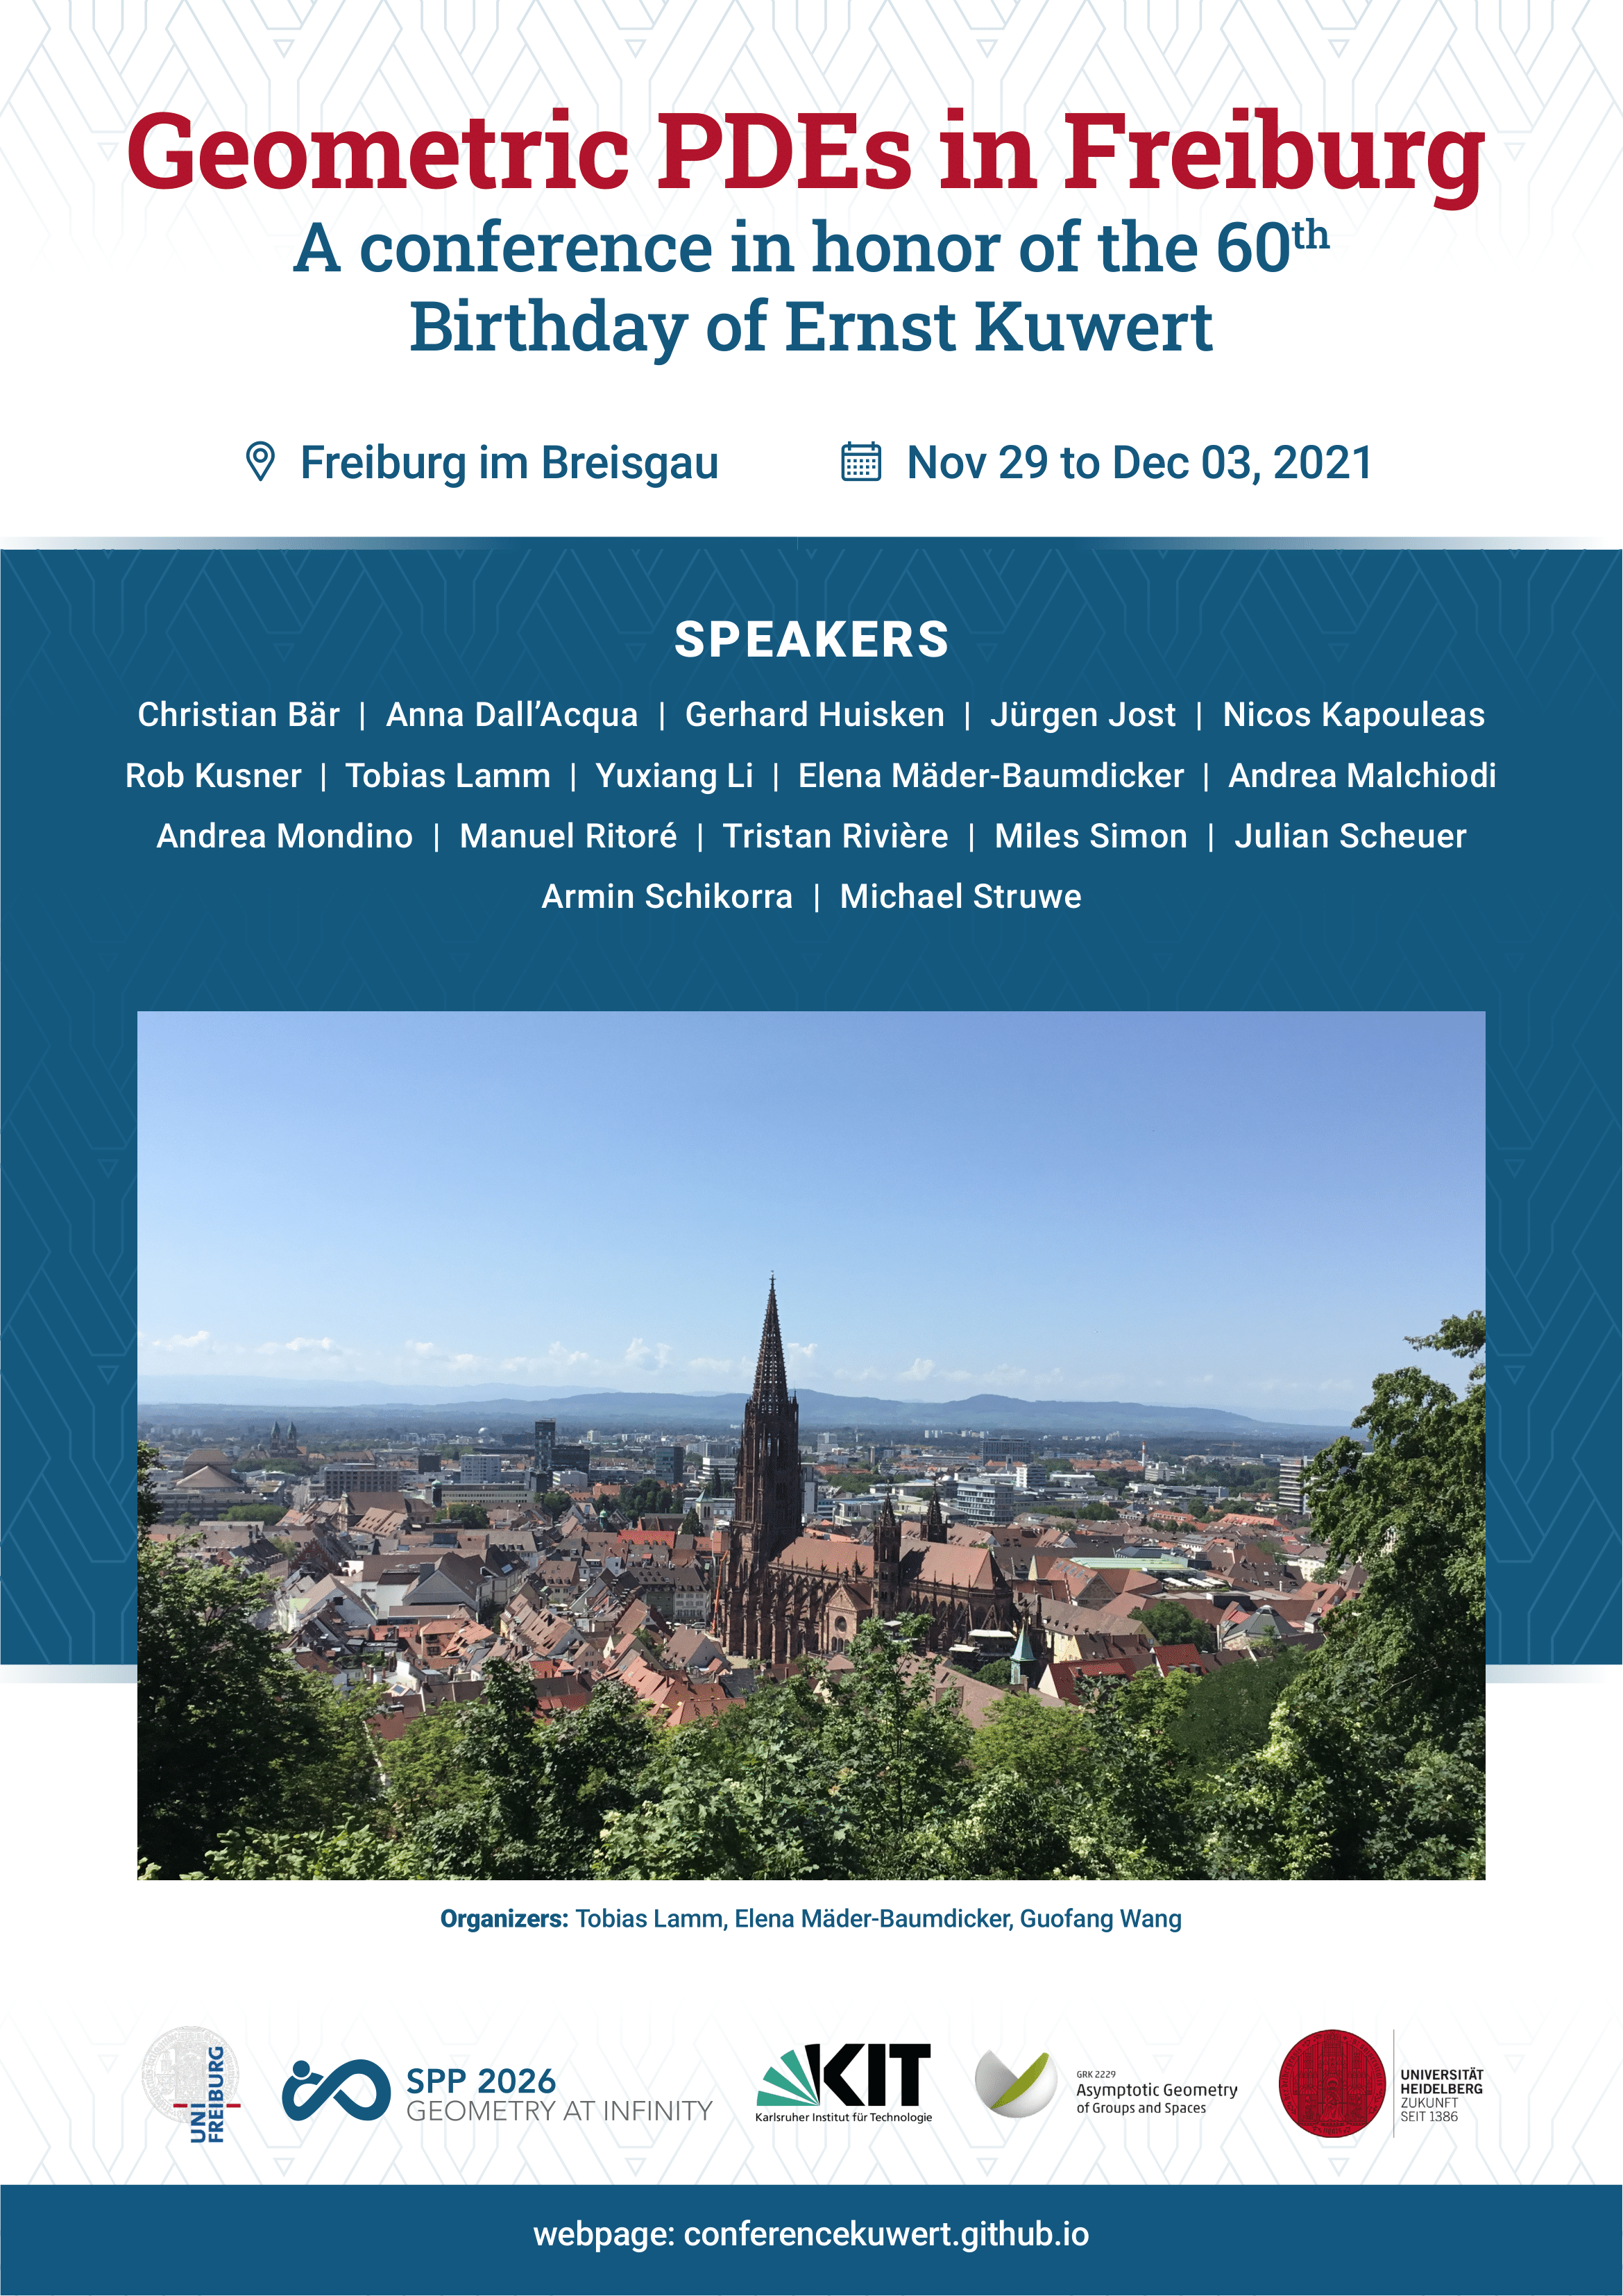 Geometric PDEs in Freiburg
A conference in honor of the 60th
Birthday of Ernst Kuwert
Freiburg im Breisgau
Nov 29 to Dec 03, 2021
SPEAKERS
Christian Bär | Anna Dall’Acqua | Gerhard Huisken | Jürgen Jost | Nicos Kapouleas
Rob Kusner | Tobias Lamm | Yuxiang Li | Elena Mäder-Baumdicker | Andrea Malchiodi
Andrea Mondino | Manuel Ritoré | Tristan Rivière | Miles Simon | Julian Scheuer
Armin Schikorra | Michael Struwe
Organizers: Tobias Lamm, Elena Mäder-Baumdicker, Guofang Wang
UNI
FREIBURG
SPP 2026
GEOMETRY AT INFINITY
KIT
Karlsruher Institut für Technologie
GRK 2229
Asymptotic Geometry
of Groups and Spaces
UNIVERSITÄT
HEIDELBERG
ZUKUNFT
SEIT 1386
webpage: conferencekuwert.github.io